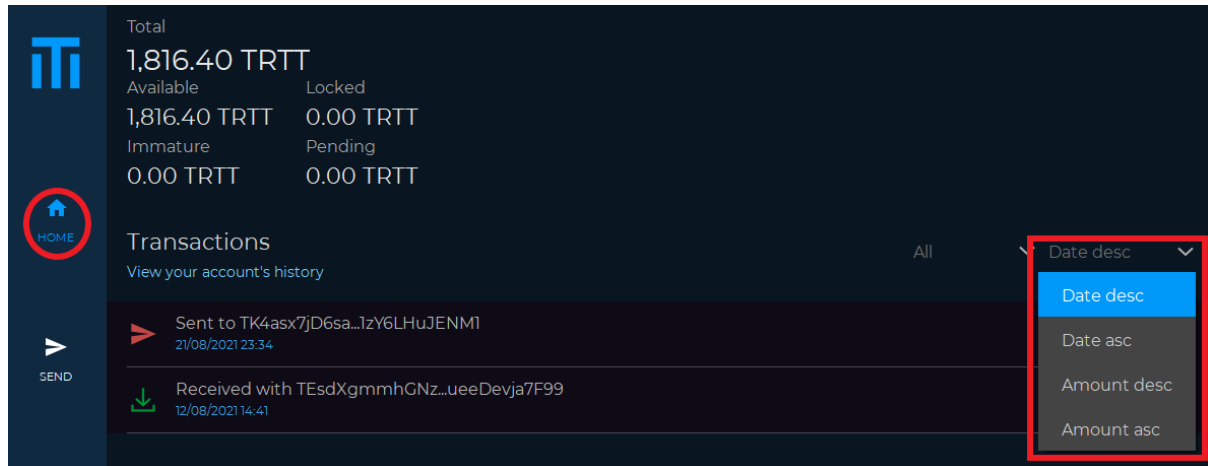 iTi
Total
1,816.40 TRTT
Available Locked
1,816.40 TRTT 0.00 TRTT
Immature Pending
0.00 TRTT 0.00 TRTT
HOME
Transactions
View your account's history
All Date desc
Date desc
Date asc
Amount desc
Amount asc
Sent to TK4asx7jD6sa...1zY6LHuJENM1
21/08/2021 23:34
SEND
Received with TEsdXgmmhGNz...ueeDevja7F99
12/08/2021 14:41